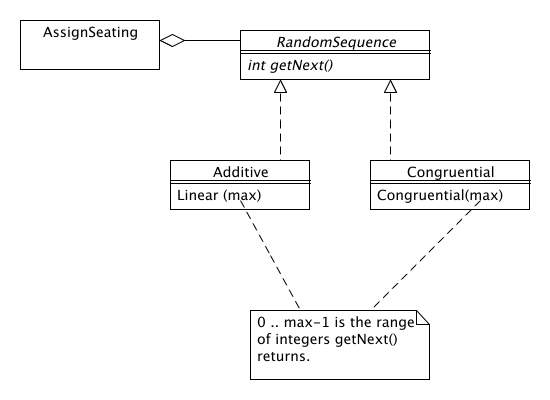 AssignSeating
RandomSequence
int getNext()
Additive
Linear (max)
Congruential
Congruential(max)
0 .. max-1 is the range
of integers getNext()
returns.